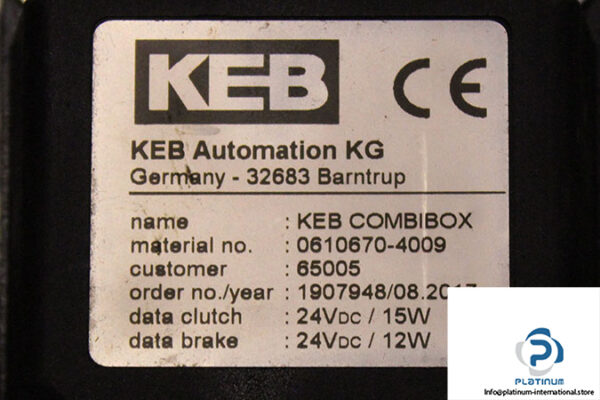 KEB
CE
KEB Automation KG
Germany - 32683 Barntrup
name : KEB COMBIBOX
material no. : 0610670-4009
customer : 65005
order no./year : 1907948/08.2017
data clutch : 24VDC / 15W
data brake : 24VDC / 12W
PLATINUM
Info@platinum-international.store